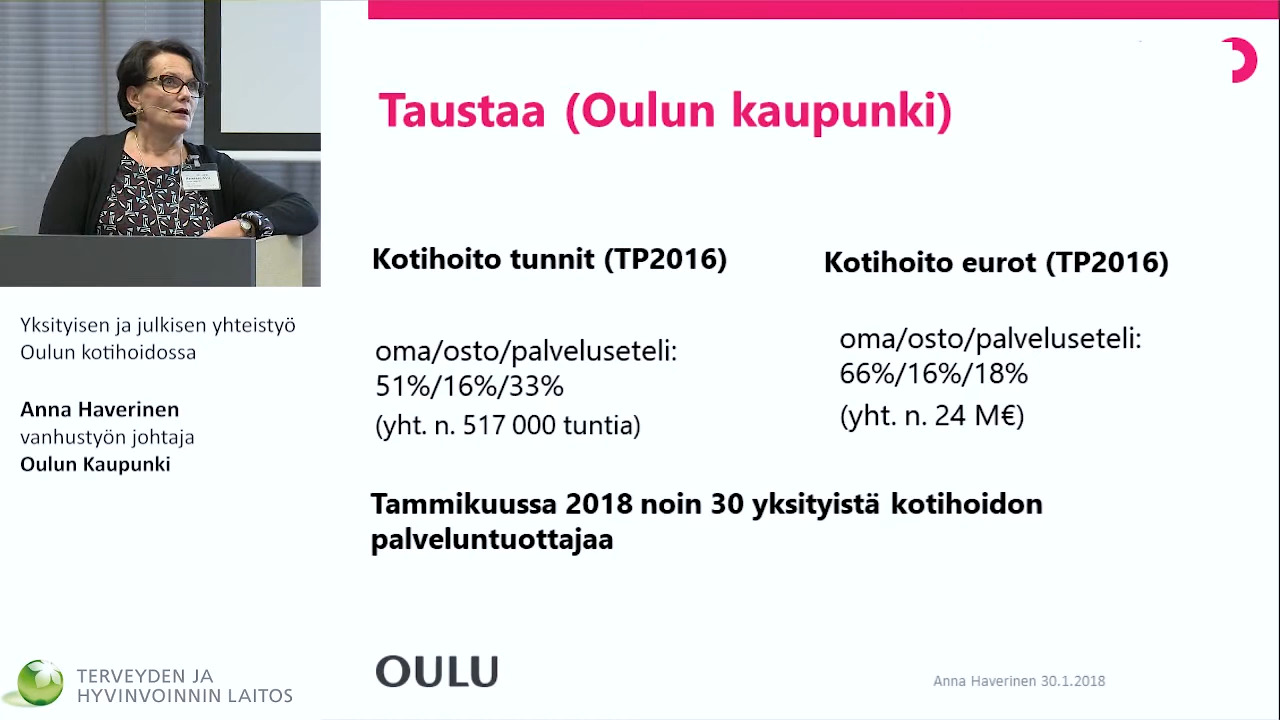 Taustaa (Oulun kaupunki)
Kotihoito tunnit (TP2016)
oma/osto/palveluseteli:
51%/16%/33%
(yht. n. 517 000 tuntia)
Kotihoito eurot (TP2016)
oma/osto/palveluseteli:
66%/16%/18%
(yht. n. 24 M€)
Tammikuussa 2018 noin 30 yksityistä kotihoidon
palveluntuottajaa
OULU
Anna Haverinen 30.1.2018
Yksityisen ja julkisen yhteistyö
Oulun kotihoidossa
Anna Haverinen
vanhustyön johtaja
Oulun Kaupunki
TERVEYDEN JA
HYVINVOINNIN LAITOS